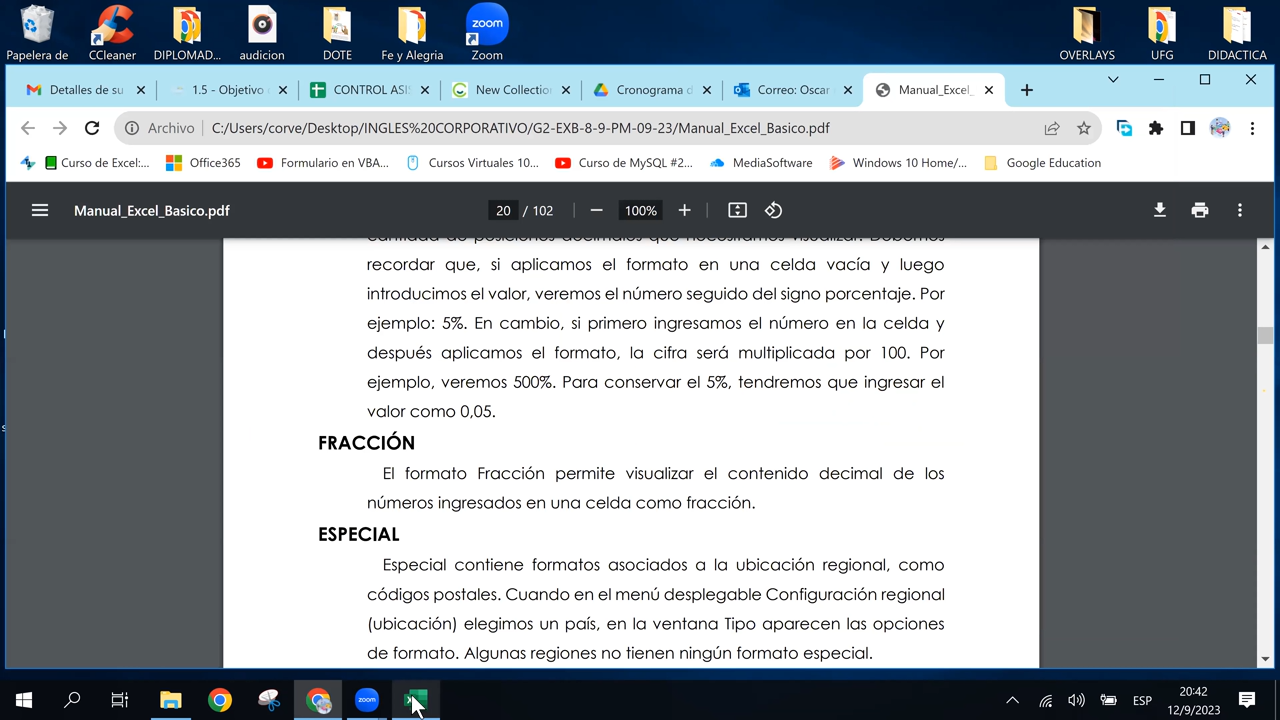 Papelera de
CCleaner
DIPLOMAD...
audicion
DOTE
Fe y Alegria
zoom
Zoom
OVERLAYS
UFG
DIDACTICA
Detalles de su
1.5 - Objetivo
CONTROL ASI
New Collectio
Cronograma d
Correo: Oscar
Manual_Excel_
Archivo
C:/Users/corve/Desktop/INGLES%20CORPORATIVO/G2-EXB-8-9-PM-09-23/Manual_Excel_Basico.pdf
Curso de Excel:...
Office365
Formulario en VBA...
Cursos Virtuales 10...
Curso de MySQL #2...
MediaSoftware
Windows 10 Home/...
Google Education
Manual_Excel_Basico.pdf
20 / 102
100%
cantidad de posiciones decimales que necesitamos visualizar. Debemos
recordar que, si aplicamos el formato en una celda vacía y luego
introducimos el valor, veremos el número seguido del signo porcentaje. Por
ejemplo: 5%. En cambio, si primero ingresamos el número en la celda y
después aplicamos el formato, la cifra será multiplicada por 100. Por
ejemplo, veremos 500%. Para conservar el 5%, tendremos que ingresar el
valor como 0,05.
FRACCIÓN
El formato Fracción permite visualizar el contenido decimal de los
números ingresados en una celda como fracción.
ESPECIAL
Especial contiene formatos asociados a la ubicación regional, como
códigos postales. Cuando en el menú desplegable Configuración regional
(ubicación) elegimos un país, en la ventana Tipo aparecen las opciones
de formato. Algunas regiones no tienen ningún formato especial.
zoom
ESP
20:42
12/9/2023